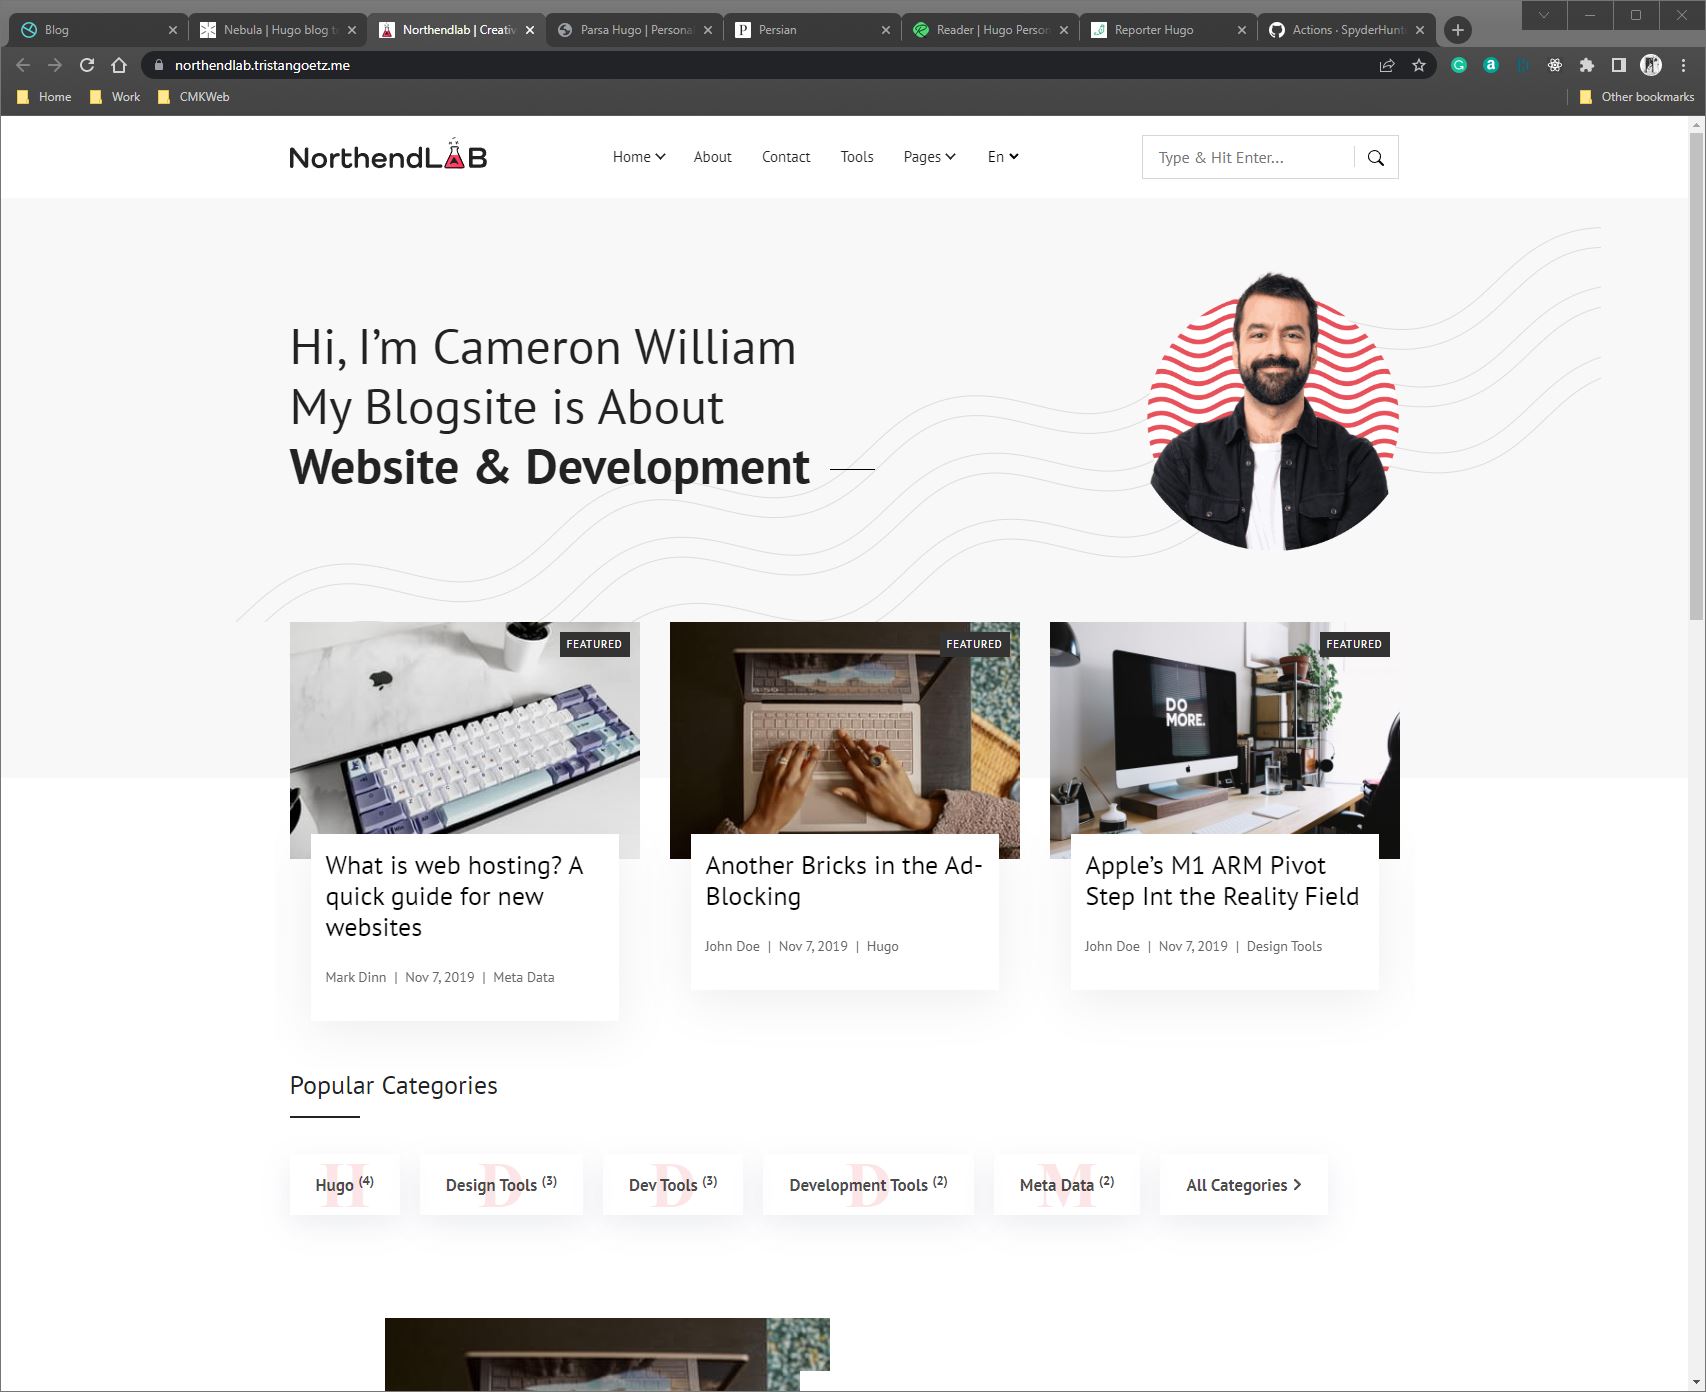 Blog
Nebula | Hugo blog t
Northendlab | Creativ
Parsa Hugo | Persona
Persian
Reader | Hugo Person
Reporter Hugo
Actions · SpyderHunt
northendlab.tristangoetz.me
Home
Work
CMKWeb
Other bookmarks
NorthendLAB
Home
About
Contact
Tools
Pages
En
Type & Hit Enter...
Hi, I’m Cameron William
My Blogsite is About
Website & Development
FEATURED
FEATURED
FEATURED
DO
MORE.
What is web hosting? A
quick guide for new
websites
Mark Dinn | Nov 7, 2019 | Meta Data
Another Bricks in the Ad-
Blocking
John Doe | Nov 7, 2019 | Hugo
Apple’s M1 ARM Pivot
Step Int the Reality Field
John Doe | Nov 7, 2019 | Design Tools
Popular Categories
H
Hugo (4)
D
Design Tools (3)
D
Dev Tools (3)
D
Development Tools (2)
M
Meta Data (2)
All Categories